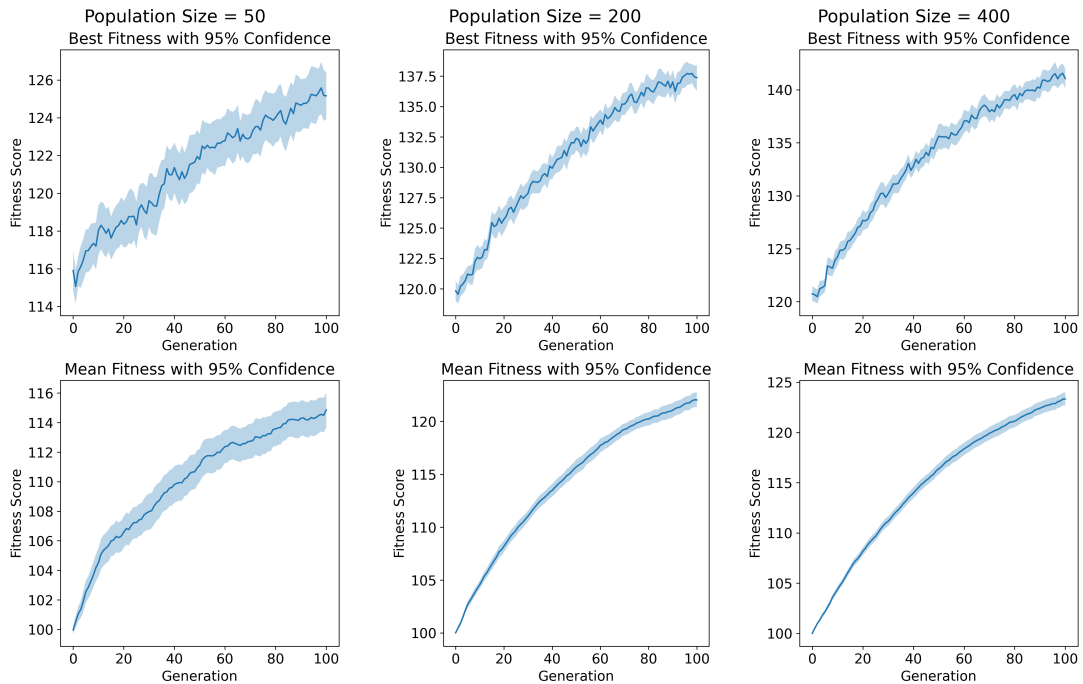 Population Size = 50
Population Size = 200
Population Size = 400
Best Fitness with 95% Confidence
Best Fitness with 95% Confidence
Best Fitness with 95% Confidence
Fitness Score
126
124
122
120
118
116
114
0 20 40 60 80 100
Generation
Fitness Score
137.5
135.0
132.5
130.0
127.5
125.0
122.5
120.0
0 20 40 60 80 100
Generation
Fitness Score
140
135
130
125
120
0 20 40 60 80 100
Generation
Mean Fitness with 95% Confidence
Mean Fitness with 95% Confidence
Mean Fitness with 95% Confidence
Fitness Score
116
114
112
110
108
106
104
102
100
0 20 40 60 80 100
Generation
Fitness Score
120
115
110
105
100
0 20 40 60 80 100
Generation
Fitness Score
125
120
115
110
105
100
0 20 40 60 80 100
Generation